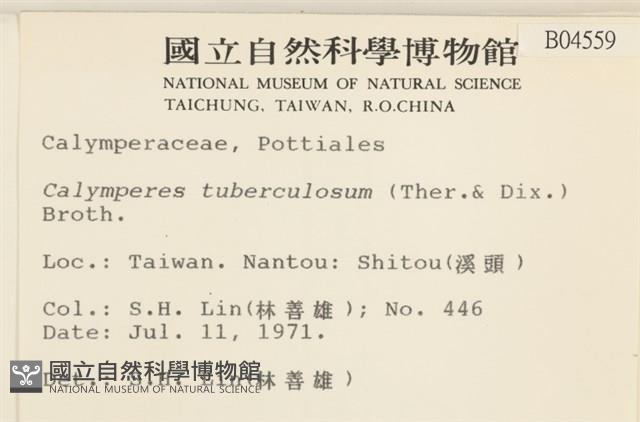 國立自然科學博物館
B04559
NATIONAL MUSEUM OF NATURAL SCIENCE
TAICHUNG, TAIWAN, R.O.CHINA
Calymperaceae, Pottiales
Calymperes tuberculosum (Ther.& Dix.)
Broth.
Loc.: Taiwan. Nantou: Shitou(溪頭)
Col.: S.H. Lin(林善雄); No. 446
Date: Jul. 11, 1971.
Det.: S.H. Lin(林善雄)
國立自然科學博物館
NATIONAL MUSEUM OF NATURAL SCIENCE